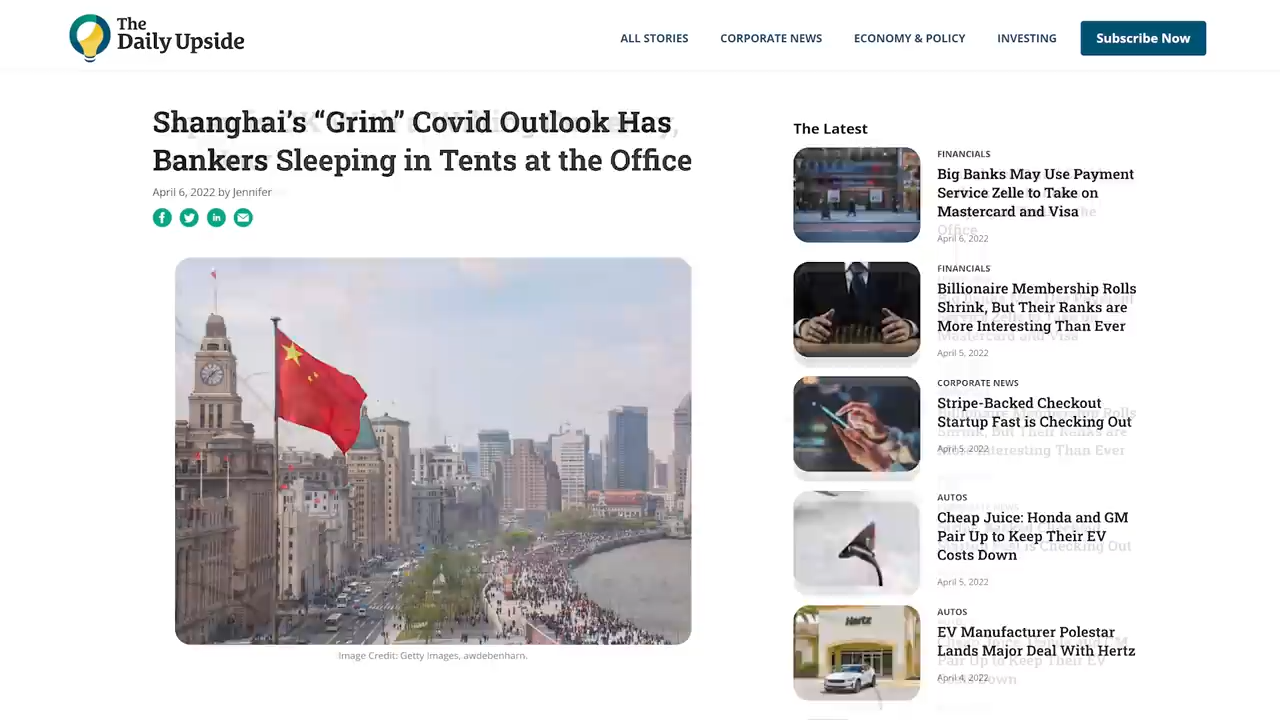 The
Daily Upside
ALL STORIES
CORPORATE NEWS
ECONOMY & POLICY
INVESTING
Subscribe Now
Shanghai's “Grim” Covid Outlook Has
Bankers Sleeping in Tents at the Office
April 6, 2022 by Jennifer
Image Credit: Getty Images, awdebenharn.
The Latest
FINANCIALS
Big Banks May Use Payment
Service Zelle to Take on
Mastercard and Visa
April 6, 2022
FINANCIALS
Billionaire Membership Rolls
Shrink, But Their Ranks are
More Interesting Than Ever
April 5, 2022
CORPORATE NEWS
Stripe-Backed Checkout
Startup Fast is Checking Out
April 5, 2022
AUTOS
Cheap Juice: Honda and GM
Pair Up to Keep Their EV
Costs Down
April 5, 2022
Hertz
AUTOS
EV Manufacturer Polestar
Lands Major Deal With Hertz
April 4, 2022